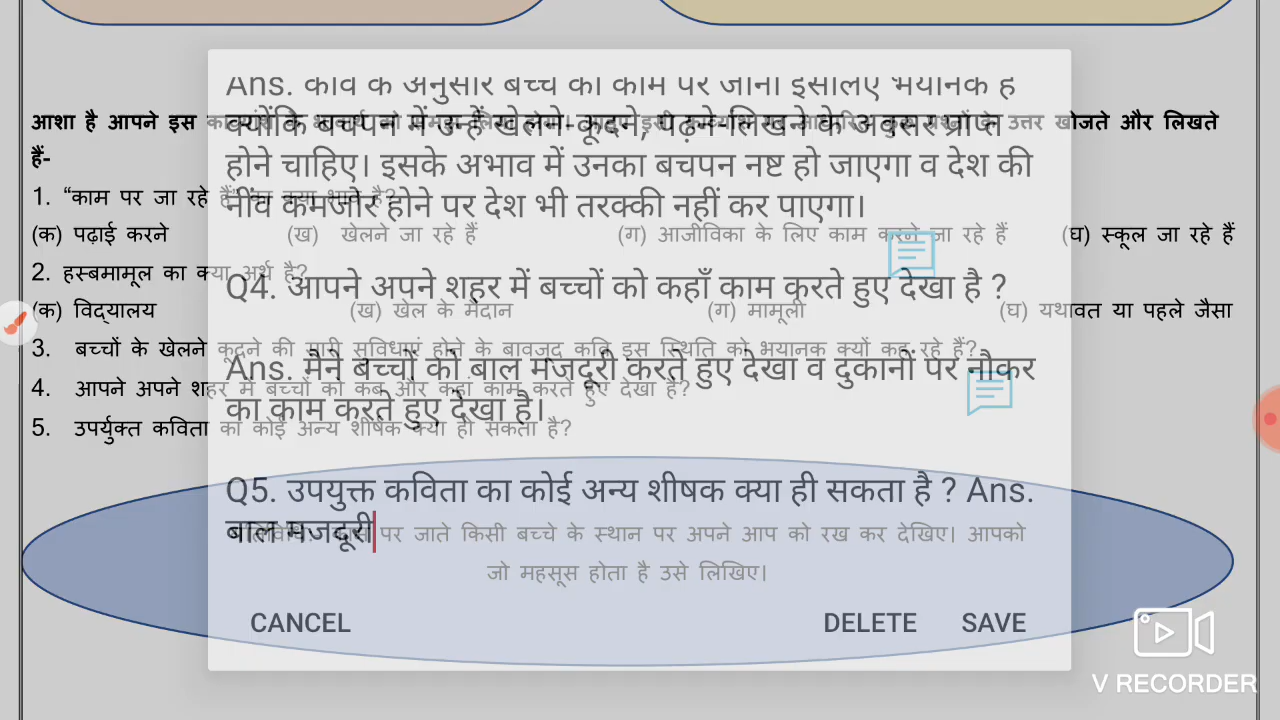 Ans. कवि के अनुसार बच्चे का काम पर जाना इसलिए भयानक है
आशा है आपने इस
खोजते और लिखते
क्योंकि बचपन में उन्हें खेलने-कूदने, पढ़ने-लिखने के अवसर प्राप्त
हैं-
होने चाहिए। इसके अभाव में उनका बचपन नष्ट हो जाएगा व देश की
1. “काम पर जा रहे हैं” का क्या भाव है?
नींव कमजोर होने पर देश भी तरक्की नहीं कर पाएगा।
(क) पढ़ाई करने (ख) खेलने जा रहे हैं (ग) आजीविका के लिए काम करने जा रहे हैं (घ) स्कूल जा रहे हैं
2. हस्बमामूल का क्या अर्थ है?
Q4. आपने अपने शहर में बच्चों को कहाँ काम करते हुए देखा है ?
(क) विद्यालय (ख) खेल के मैदान (ग) मामूली (घ) यथावत या पहले जैसा
3. बच्चों के खेलने कूदने की सारी सुविधाएं होने के बावजूद कवि इस स्थिति को भयानक क्यों कह रहे हैं?
Ans. मैने बच्चों को बाल मजदूरी करते हुए देखा व दुकानों पर नौकर
4. आपने अपने शहर में बच्चों को कब और कहां काम करते हुए देखा है?
का काम करते हुए देखा है।
5. उपर्युक्त कविता का कोई अन्य शीर्षक क्या हो सकता है?
Q5. उपयुक्त कविता का कोई अन्य शीषक क्या ही सकता है ? Ans.
बाल मजदूरी
पर जाते किसी बच्चे के स्थान पर अपने आप को रख कर देखिए। आपको
जो महसूस होता है उसे लिखिए।
CANCEL DELETE SAVE
V RECORDER